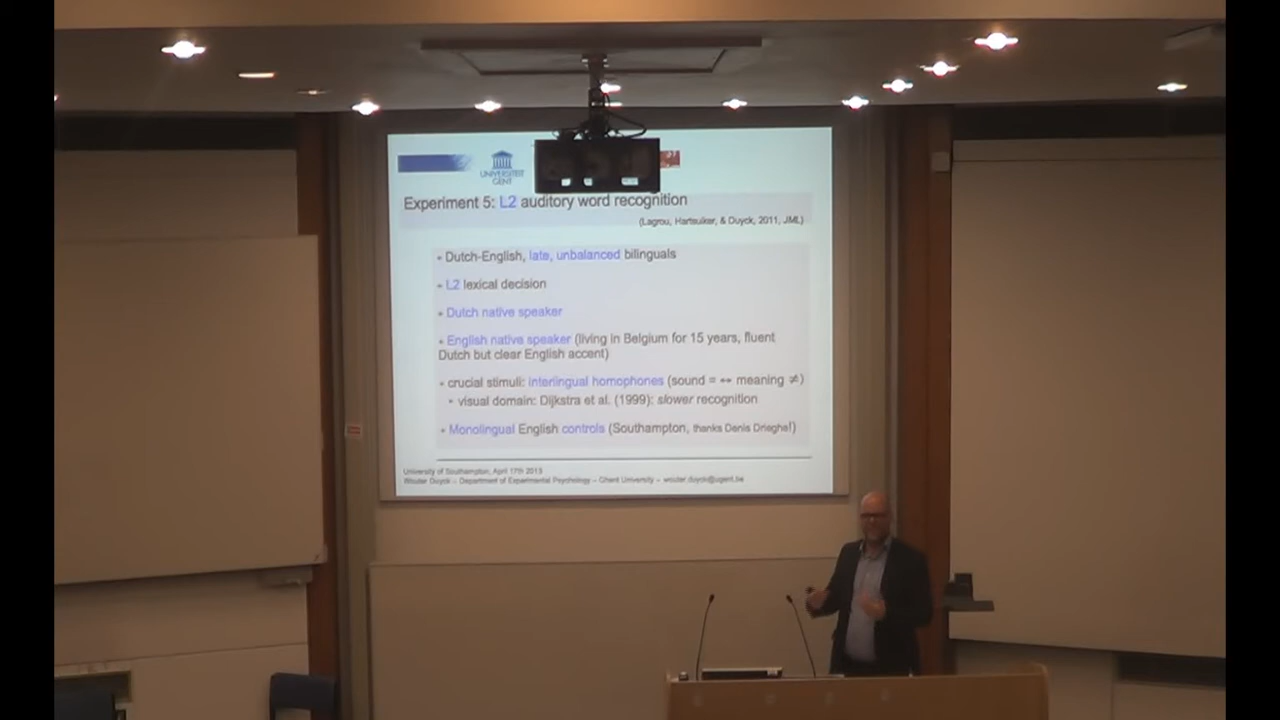 UNIVERSITEIT
GENT
Experiment 5: L2 auditory word recognition
(Lagrou, Hartsuiker, & Duyck, 2011, JML)
• Dutch-English, late, unbalanced bilinguals
• L2 lexical decision
• Dutch native speaker
• English native speaker (living in Belgium for 15 years, fluent
Dutch but clear English accent)
• crucial stimuli: interlingual homophones (sound = ↔ meaning ≠)
• visual domain: Dijkstra et al. (1999): slower recognition
• Monolingual English controls (Southampton, thanks Denis Drieghe!)
University of Southampton, April 17th 2013
Wouter Duyck – Department of Experimental Psychology – Ghent University – wouter.duyck@ugent.be